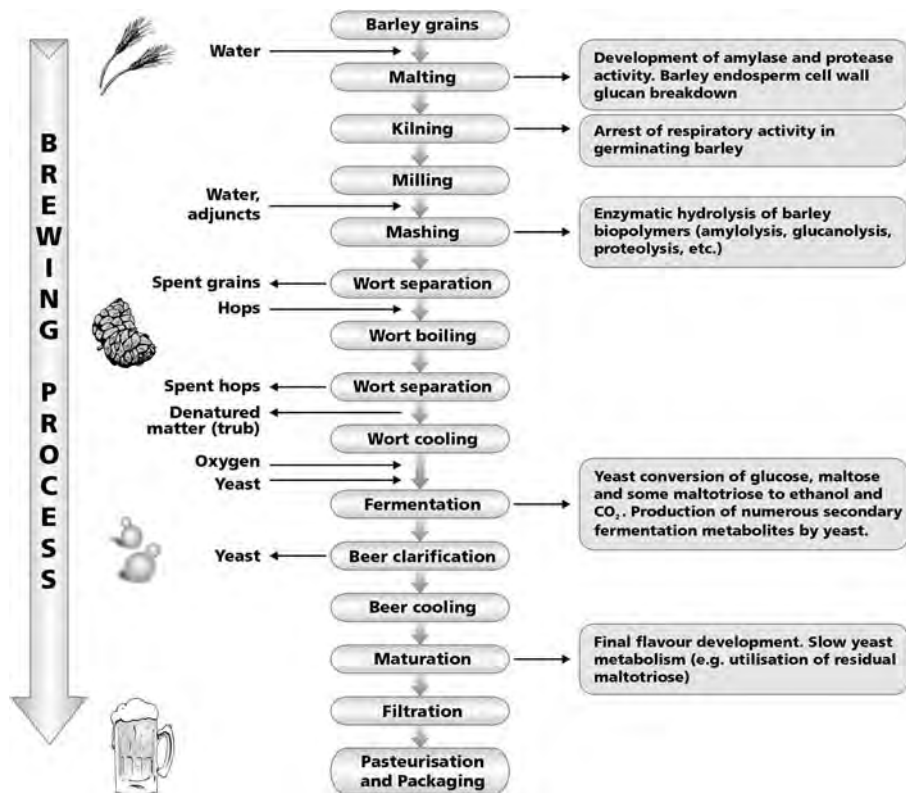 Barley grains
Water
Malting
Development of amylase and protease
activity. Barley endosperm cell wall
glucan breakdown
Kilning
Arrest of respiratory activity in
germinating barley
Milling
Water,
adjuncts
Mashing
Enzymatic hydrolysis of barley
biopolymers (amylolysis, glucanolysis,
proteolysis, etc.)
Spent grains
Wort separation
Hops
Wort boiling
Spent hops
Wort separation
Denatured
matter (trub)
Wort cooling
Oxygen
Yeast
Fermentation
Yeast conversion of glucose, maltose
and some maltotriose to ethanol and
CO₂. Production of numerous secondary
fermentation metabolites by yeast.
Yeast
Beer clarification
Beer cooling
Maturation
Final flavour development. Slow yeast
metabolism (e.g. utilisation of residual
maltotriose)
Filtration
Pasteurisation
and Packaging
BREWING PROCESS